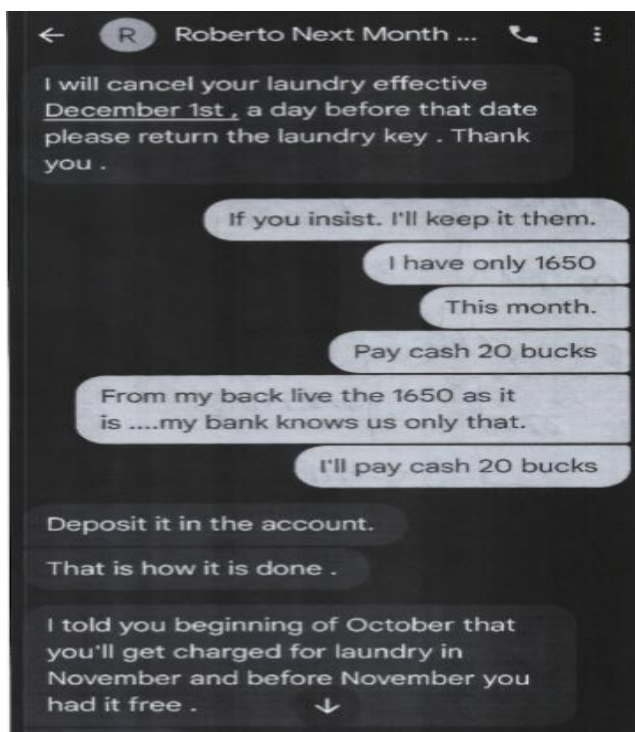 R Roberto Next Month ...
I will cancel your laundry effective
December 1st , a day before that date
please return the laundry key . Thank
you .
If you insist. I'll keep it them.
I have only 1650
This month.
Pay cash 20 bucks
From my back live the 1650 as it
is ....my bank knows us only that.
I'll pay cash 20 bucks
Deposit it in the account.
That is how it is done .
I told you beginning of October that
you'll get charged for laundry in
November and before November you
had it free .